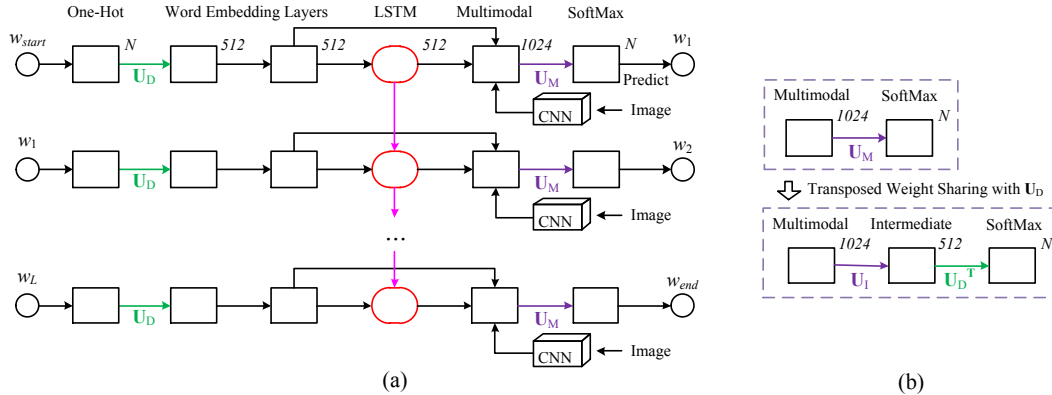 One-Hot Word Embedding Layers LSTM Multimodal SoftMax
w_start N 512 512 512 1024 N w_1
U_D U_M Predict
CNN Image
w_1 w_2
U_D U_M
CNN Image
...
w_L w_end
U_D U_M
CNN Image
(a)
Multimodal SoftMax
1024 N
U_M
Transposed Weight Sharing with U_D
Multimodal Intermediate SoftMax
1024 512 N
U_I U_D^T
(b)